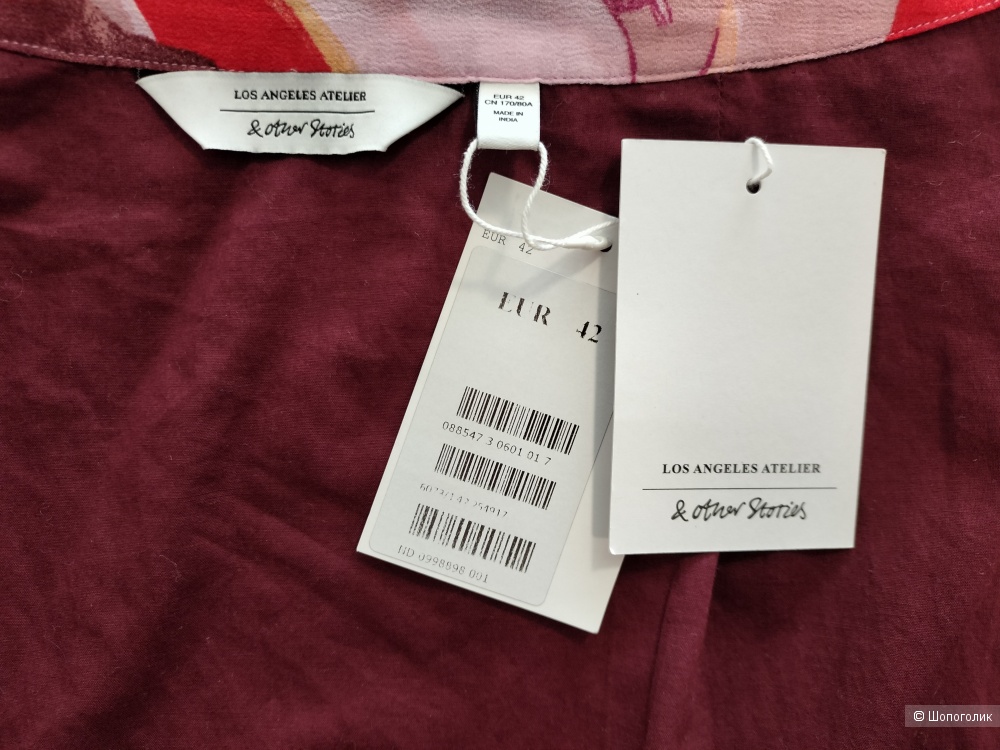 LOS ANGELES ATELIER
& other Stories
EUR 42
CN 170/80A
MADE IN
INDIA
EUR 42
EUR 42
088547 3 0601 01 7
ND 0998898 001
LOS ANGELES ATELIER
& other Stories
© Шопоголик